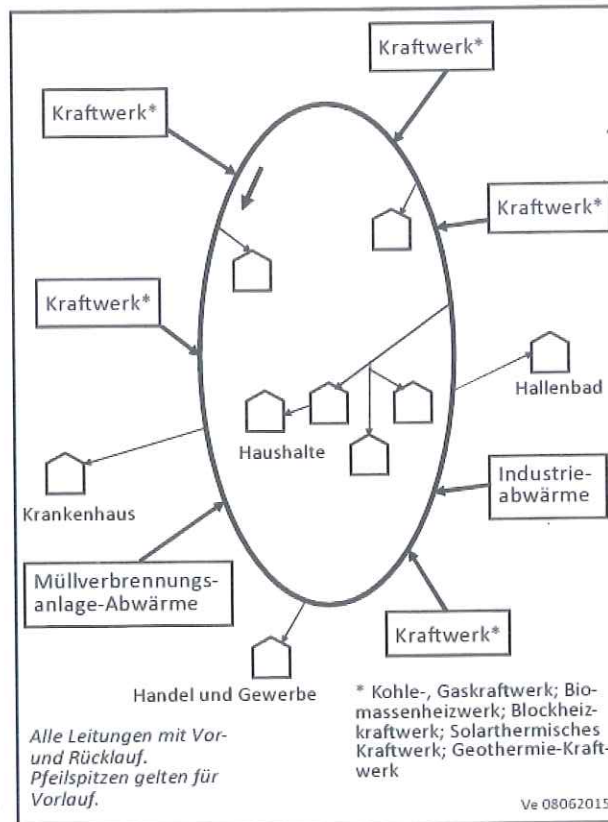 Kraftwerk*
Kraftwerk*
Kraftwerk*
Kraftwerk*
Hallenbad
Haushalte
Krankenhaus
Industrie-
abwärme
Müllverbrennungs-
anlage-Abwärme
Kraftwerk*
Handel und Gewerbe
* Kohle-, Gaskraftwerk; Bio-
massenheizwerk; Blockheiz-
kraftwerk; Solarthermisches
Kraftwerk; Geothermie-Kraft-
werk
Alle Leitungen mit Vor-
und Rücklauf.
Pfeilspitzen gelten für
Vorlauf.
Ve 08062015